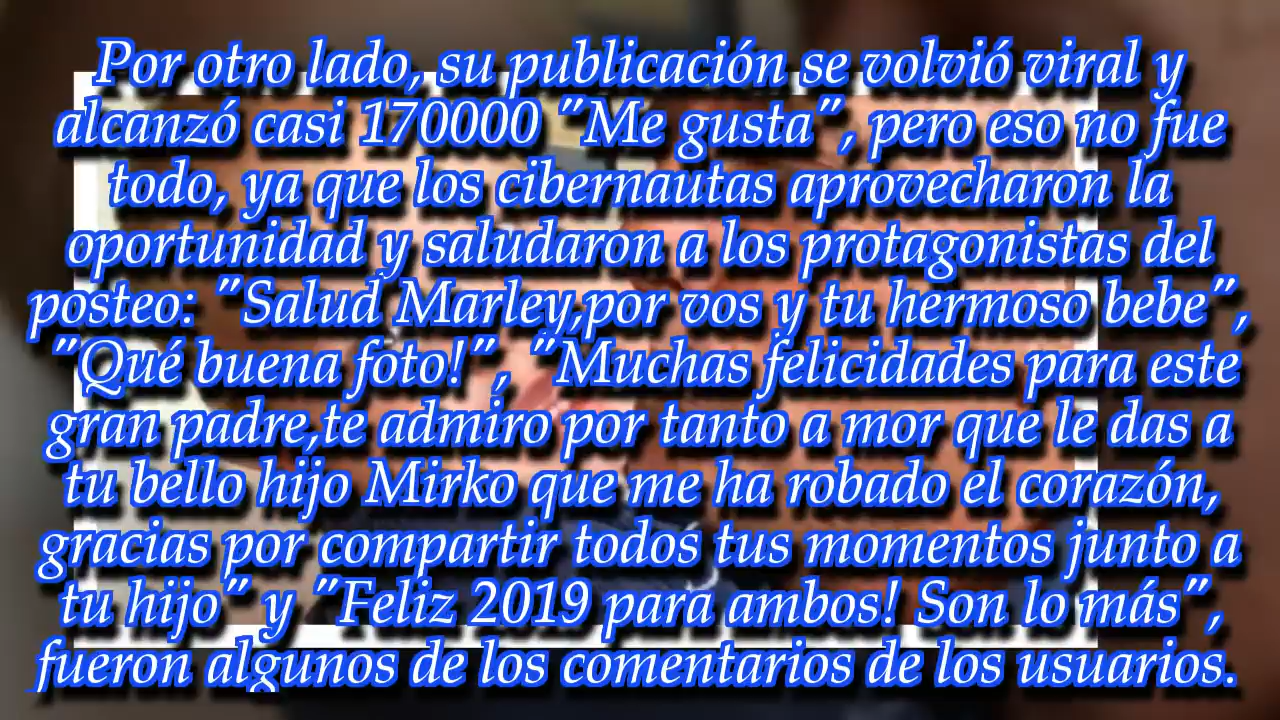 Por otro lado, su publicación se volvió viral y
alcanzó casi 170000 "Me gusta", pero eso no fue
todo, ya que los cibernautas aprovecharon la
oportunidad y saludaron a los protagonistas del
posteo: "Salud Marley,por vos y tu hermoso bebe",
"Qué buena foto!", "Muchas felicidades para este
gran padre,te admiro por tanto a mor que le das a
tu bello hijo Mirko que me ha robado el corazón,
gracias por compartir todos tus momentos junto a
tu hijo" y "Feliz 2019 para ambos! Son lo más",
fueron algunos de los comentarios de los usuarios.